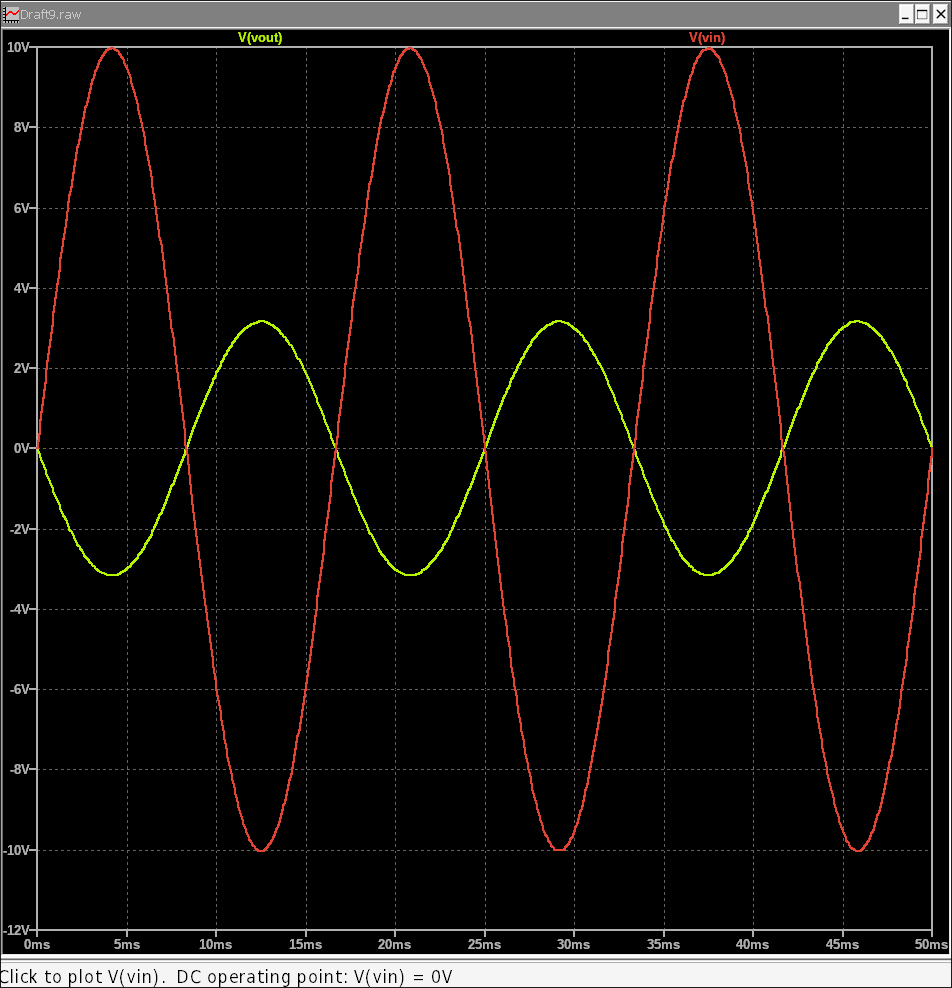 Draft9.raw
V(vout) V(vin)
10V
8V
6V
4V
2V
0V
-2V
-4V
-6V
-8V
-10V
-12V
0ms 5ms 10ms 15ms 20ms 25ms 30ms 35ms 40ms 45ms 50ms
Click to plot V(vin). DC operating point: V(vin) = 0V